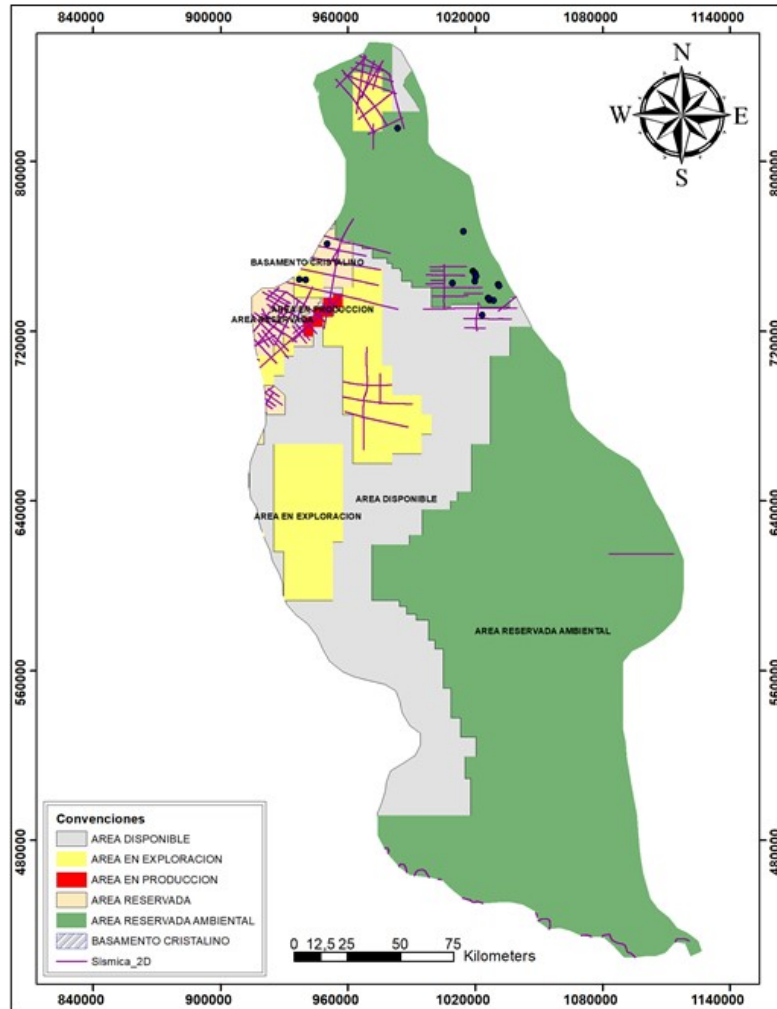 840000 900000 960000 1020000 1080000 1140000
N
W E
S
800000 800000
BASAMENTO CRISTALINO
AREA EN PRODUCCION
AREA RESERVADA
720000 720000
AREA DISPONIBLE
640000 640000
AREA EN EXPLORACION
AREA RESERVADA AMBIENTAL
560000 560000
480000 480000
Convenciones
AREA DISPONIBLE
AREA EN EXPLORACION
AREA EN PRODUCCION
AREA RESERVADA
AREA RESERVADA AMBIENTAL
BASAMENTO CRISTALINO
Sísmica_2D
0 12,5 25 50 75
Kilometers
840000 900000 960000 1020000 1080000 1140000